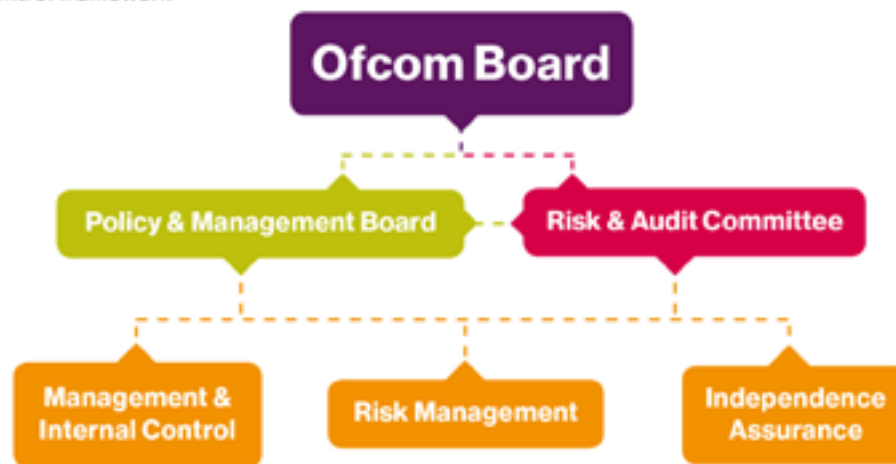 Ofcom Board
Policy & Management Board
Risk & Audit Committee
Management &
Internal Control
Risk Management
Independence
Assurance